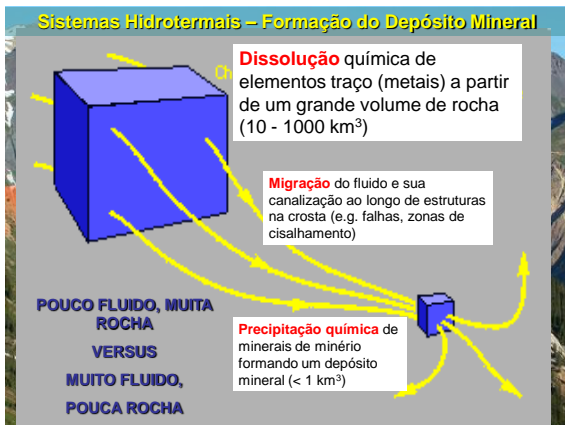 Sistemas Hidrotermais – Formação do Depósito Mineral
Dissolução química de
elementos traço (metais) a partir
de um grande volume de rocha
(10 - 1000 km³)
Migração do fluido e sua
canalização ao longo de estruturas
na crosta (e.g. falhas, zonas de
cisalhamento)
POUCO FLUIDO, MUITA
ROCHA
VERSUS
MUITO FLUIDO,
POUCA ROCHA
Precipitação química de
minerais de minério
formando um depósito
mineral (< 1 km³)